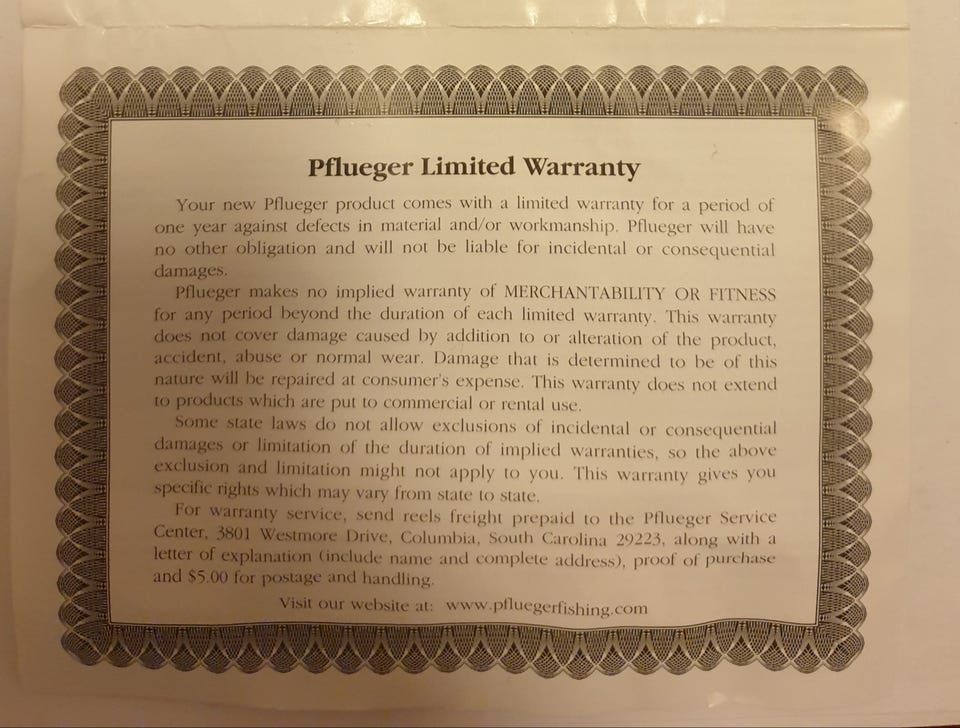 Pflueger Limited Warranty
Your new Pflueger product comes with a limited warranty for a period of
one year against defects in material and/or workmanship. Pflueger will have
no other obligation and will not be liable for incidental or consequential
damages.
Pflueger makes no implied warranty of MERCHANTABILITY OR FITNESS
for any period beyond the duration of each limited warranty. This warranty
does not cover damage caused by addition to or alteration of the product,
accident, abuse or normal wear. Damage that is determined to be of this
nature will be repaired at consumer's expense. This warranty does not extend
to products which are put to commercial or rental use.
Some state laws do not allow exclusions of incidental or consequential
damages or limitation of the duration of implied warranties, so the above
exclusion and limitation might not apply to you. This warranty gives you
specific rights which may vary from state to state.
For warranty service, send reels freight prepaid to the Pflueger Service
Center, 3801 Westmore Drive, Columbia, South Carolina 29223, along with a
letter of explanation (include name and complete address), proof of purchase
and $5.00 for postage and handling.
Visit our website at: www.pfluegerfishing.com